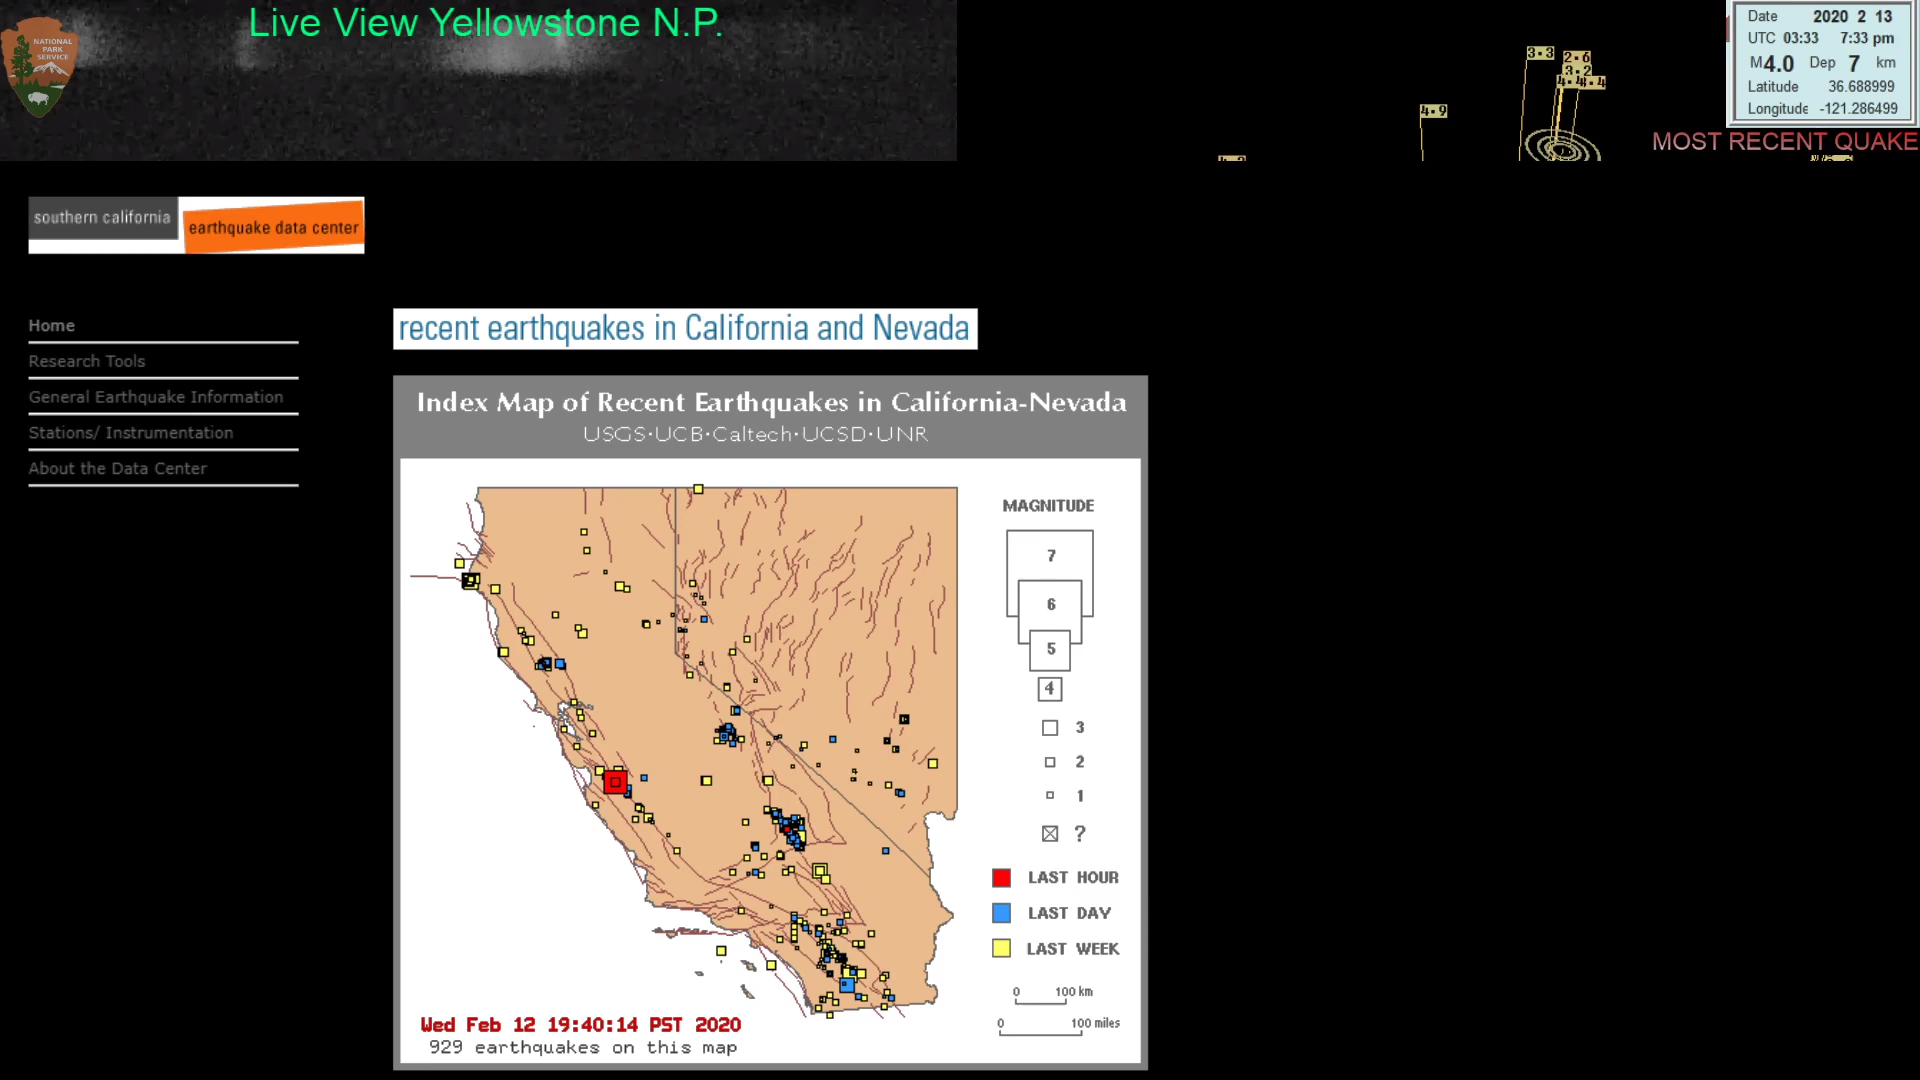 Live View Yellowstone N.P.
NATIONAL
PARK
SERVICE
3.3
2.6
3.2
4.9
Date 2020 2 13
UTC 03:33 7:33 pm
M4.0 Dep 7 km
Latitude 36.688999
Longitude -121.286499
MOST RECENT QUAKE
southern california
earthquake data center
Home
Research Tools
General Earthquake Information
Stations/ Instrumentation
About the Data Center
recent earthquakes in California and Nevada
Index Map of Recent Earthquakes in California-Nevada
USGS·UCB·Caltech·UCSD·UNR
MAGNITUDE
7
6
5
4
3
2
1
?
LAST HOUR
LAST DAY
LAST WEEK
0 100 km
0 100 miles
Wed Feb 12 19:40:14 PST 2020
929 earthquakes on this map